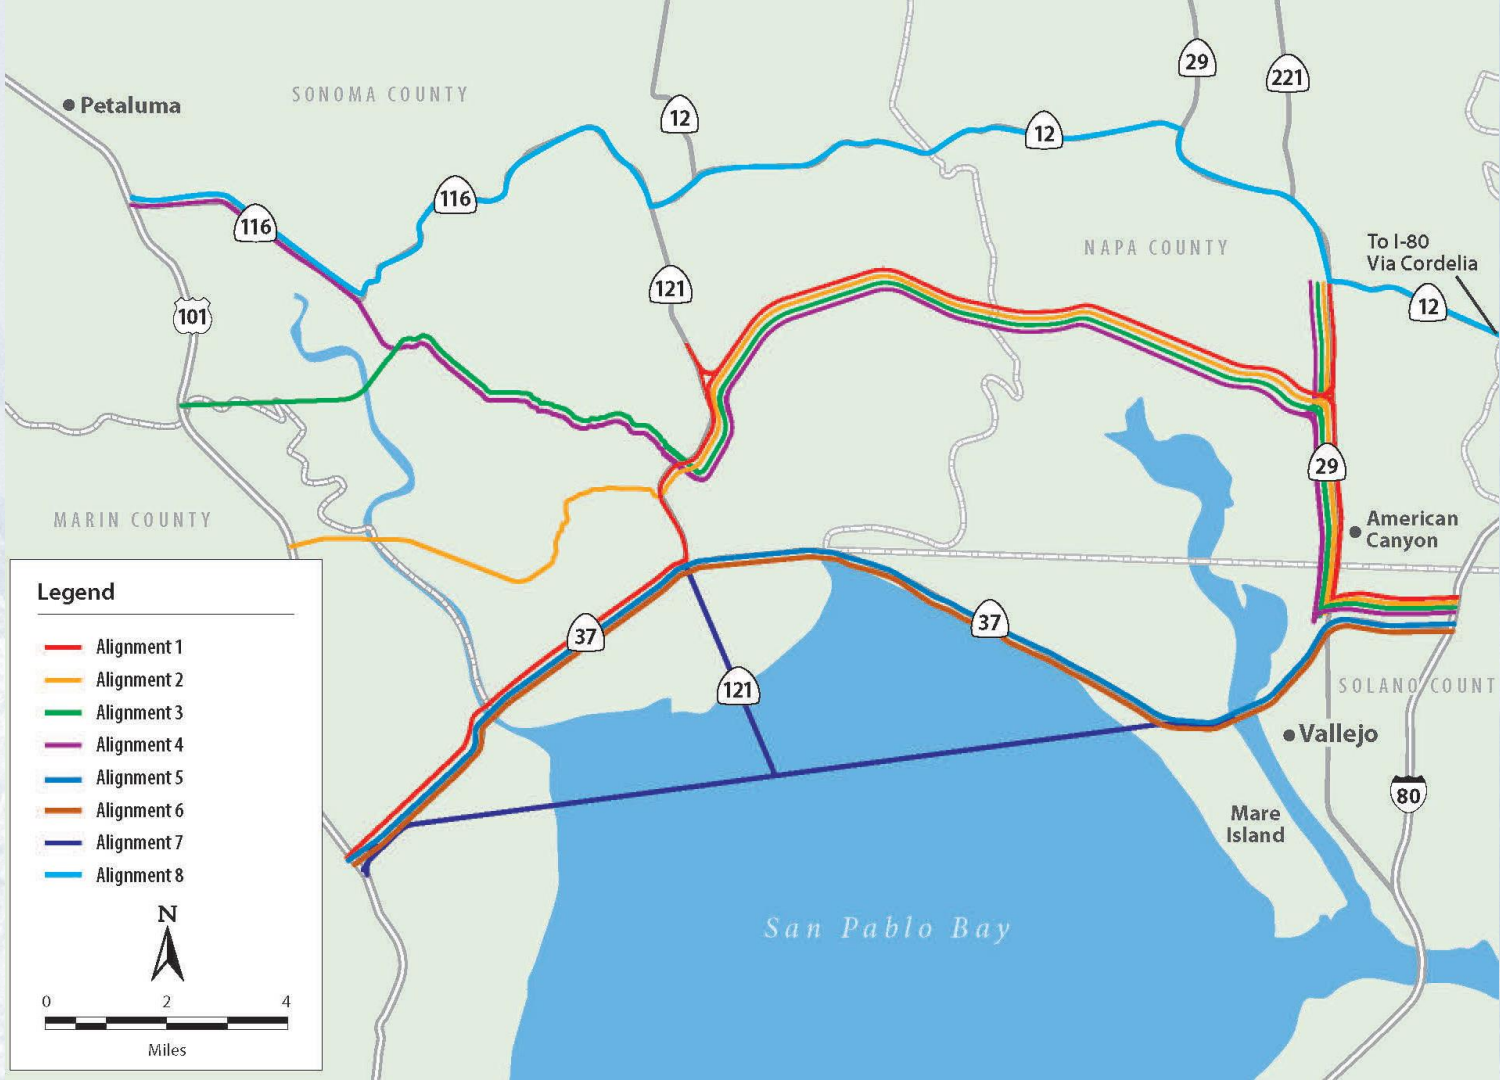 29
221
SONOMA COUNTY
Petaluma
12
12
116
116
NAPA COUNTY
To I-80
Via Cordelia
121
12
101
29
MARIN COUNTY
American
Canyon
37
37
121
SOLANO COUNT
Vallejo
80
Mare
Island
San Pablo Bay
Legend
Alignment 1
Alignment 2
Alignment 3
Alignment 4
Alignment 5
Alignment 6
Alignment 7
Alignment 8
N
0 2 4
Miles